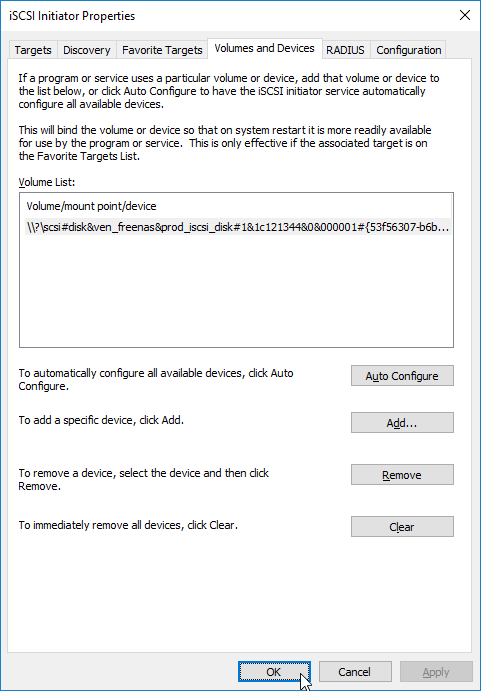 iSCSI Initiator Properties
Targets Discovery Favorite Targets Volumes and Devices RADIUS Configuration
If a program or service uses a particular volume or device, add that volume or device to
the list below, or click Auto Configure to have the iSCSI initiator service automatically
configure all available devices.
This will bind the volume or device so that on system restart it is more readily available
for use by the program or service.  This is only effective if the associated target is on
the Favorite Targets List.
Volume List:
Volume/mount point/device
\\?\scsi#disk&ven_freenas&prod_iscsi_disk#1&1c121344&0&000001#{53f56307-b6b...
To automatically configure all available devices, click Auto
Configure.
Auto Configure
To add a specific device, click Add.
Add...
To remove a device, select the device and then click
Remove.
Remove
To immediately remove all devices, click Clear.
Clear
OK Cancel Apply